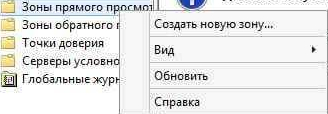 Зоны прямого просмот
Зоны обратного п
Точки доверия
Серверы условно
Глобальные журн
Создать новую зону...
Вид
Обновить
Справка